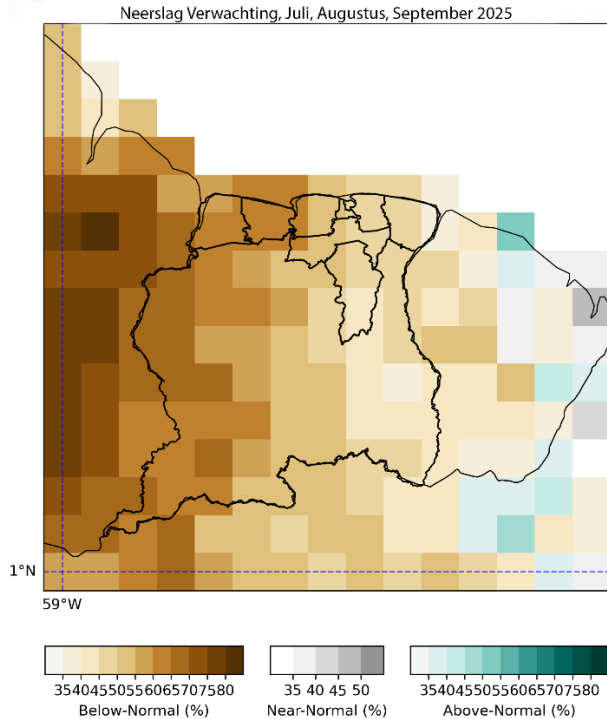 Neerslag Verwachting, Juli, Augustus, September 2025
1°N
59°W
35404550556065707580
35 40 45 50
35404550556065707580
Below-Normal (%)
Near-Normal (%)
Above-Normal (%)